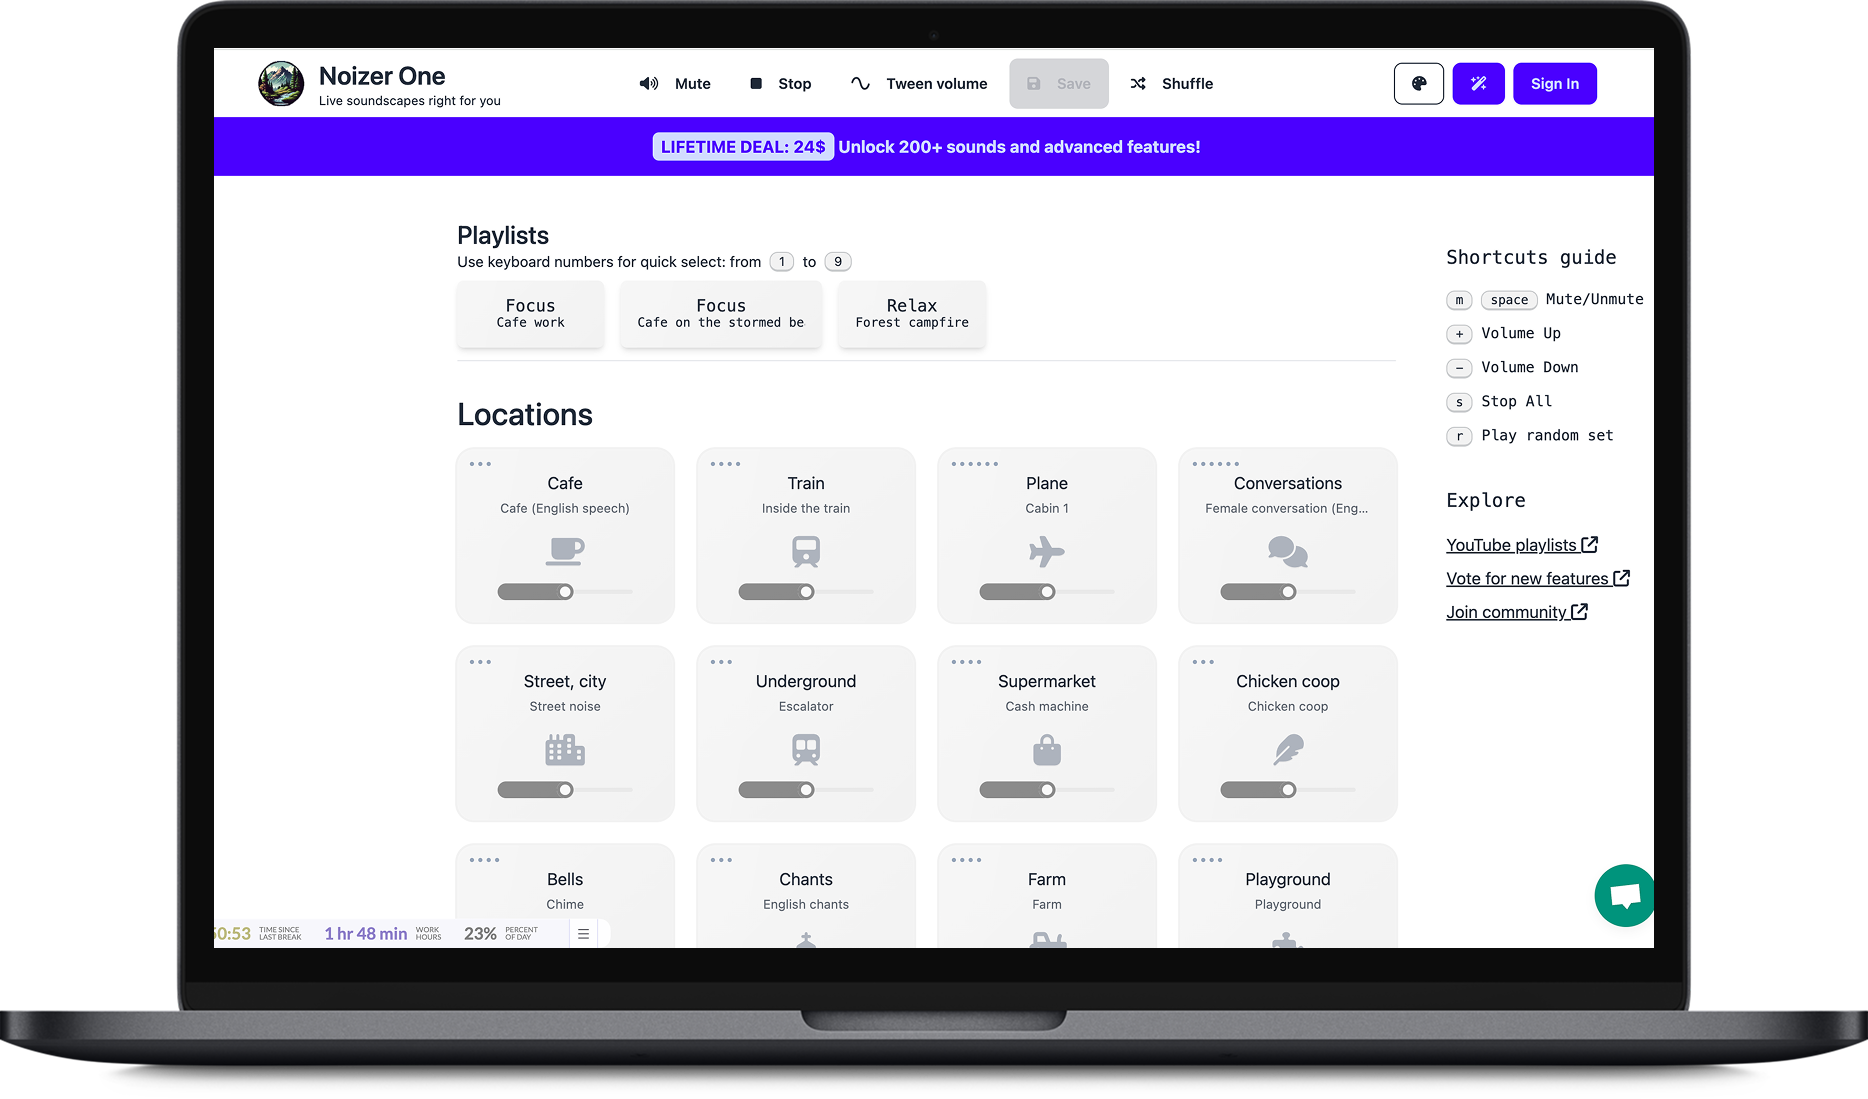 Noizer One
Live soundscapes right for you
Mute
Stop
Tween volume
Save
Shuffle
Sign In
LIFETIME DEAL: 24$ Unlock 200+ sounds and advanced features!
Playlists
Use keyboard numbers for quick select: from 1 to 9
Focus
Cafe work
Focus
Cafe on the stormed be
Relax
Forest campfire
Locations
Cafe
Cafe (English speech)
Train
Inside the train
Plane
Cabin 1
Conversations
Female conversation (Eng...
Street, city
Street noise
Underground
Escalator
Supermarket
Cash machine
Chicken coop
Chicken coop
Bells
Chime
Chants
English chants
Farm
Farm
Playground
Playground
Shortcuts guide
m space Mute/Unmute
+ Volume Up
− Volume Down
s Stop All
r Play random set
Explore
YouTube playlists
Vote for new features
Join community
0:53 TIME SINCE
LAST BREAK
1 hr 48 min WORK
HOURS
23% PERCENT
OF DAY